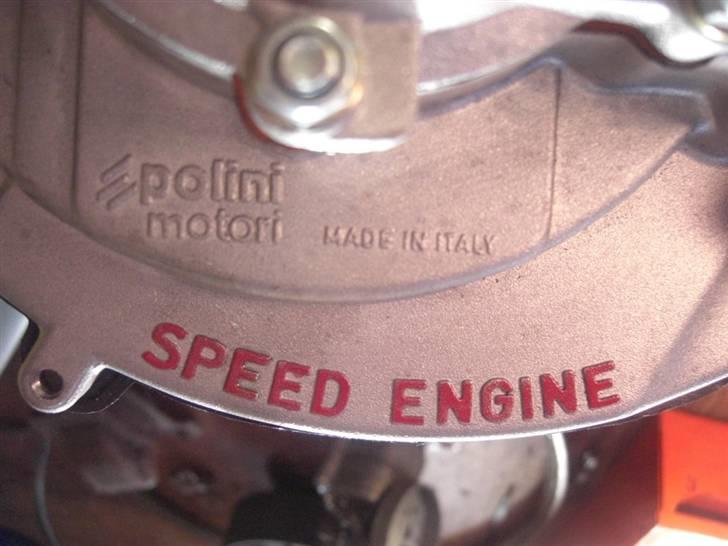 polini
motori
MADE IN ITALY
SPEED ENGINE